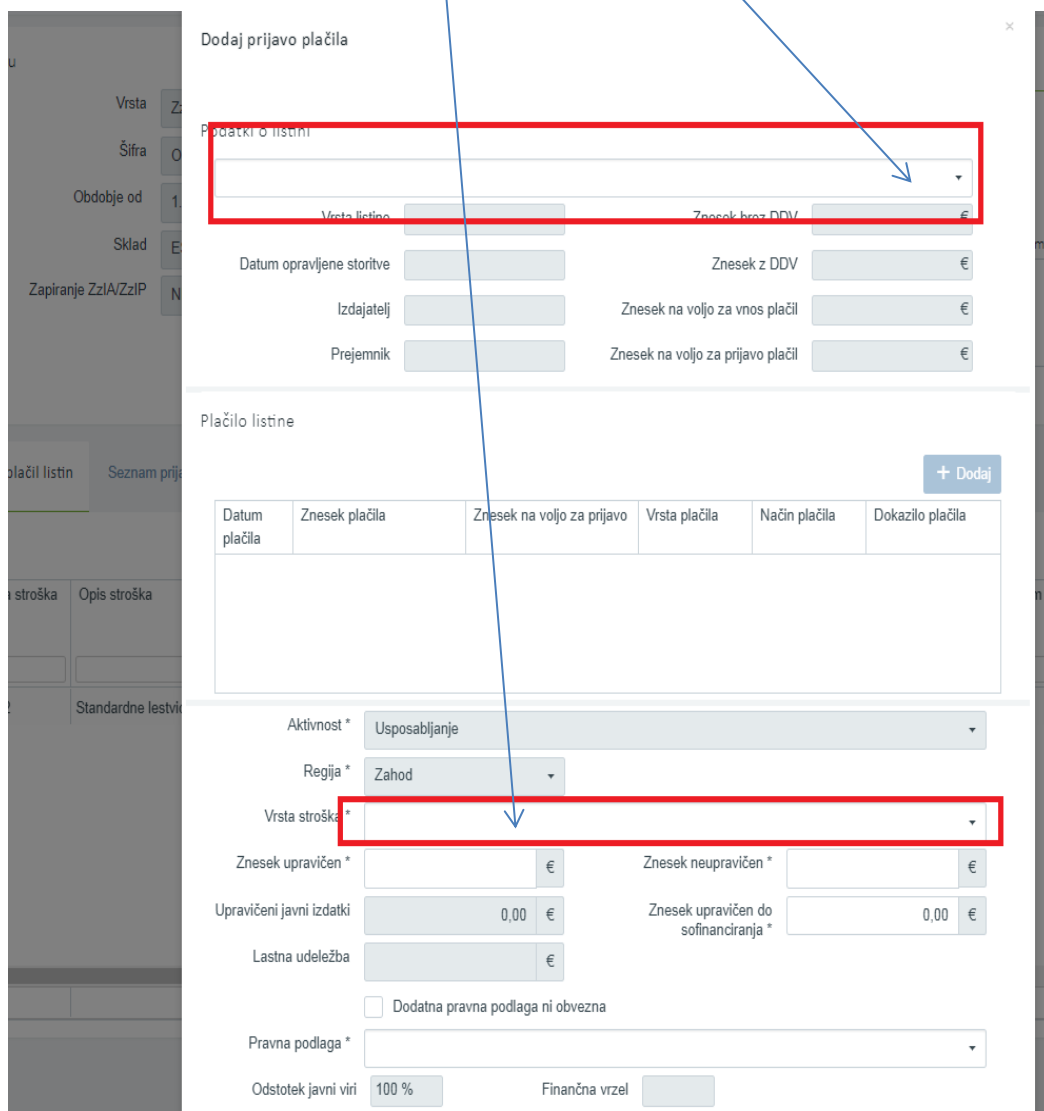 Dodaj prijavo plačila
×
u
Vrsta
Šifra
Obdobje od
1.
Sklad
Zapiranje ZzIA/ZzIP
N
Podatki o listini
Vrsta listine
Znesek brez DDV
€
Datum opravljene storitve
Znesek z DDV
€
Izdajatelj
Znesek na voljo za vnos plačil
€
Prejemnik
Znesek na voljo za prijavo plačil
€
Plačilo listine
plačil listin
Seznam prija
+ Dodaj
Datum plačila
Znesek plačila
Znesek na voljo za prijavo
Vrsta plačila
Način plačila
Dokazilo plačila
a stroška
Opis stroška
2
Standardne lestvic
Aktivnost *
Usposabljanje
Regija *
Zahod
Vrsta stroška *
Znesek upravičen *
€
Znesek neupravičen *
€
Upravičeni javni izdatki
0,00 €
Znesek upravičen do
sofinanciranja *
0,00 €
Lastna udeležba
€
Dodatna pravna podlaga ni obvezna
Pravna podlaga *
Odstotek javni viri
100 %
Finančna vrzel